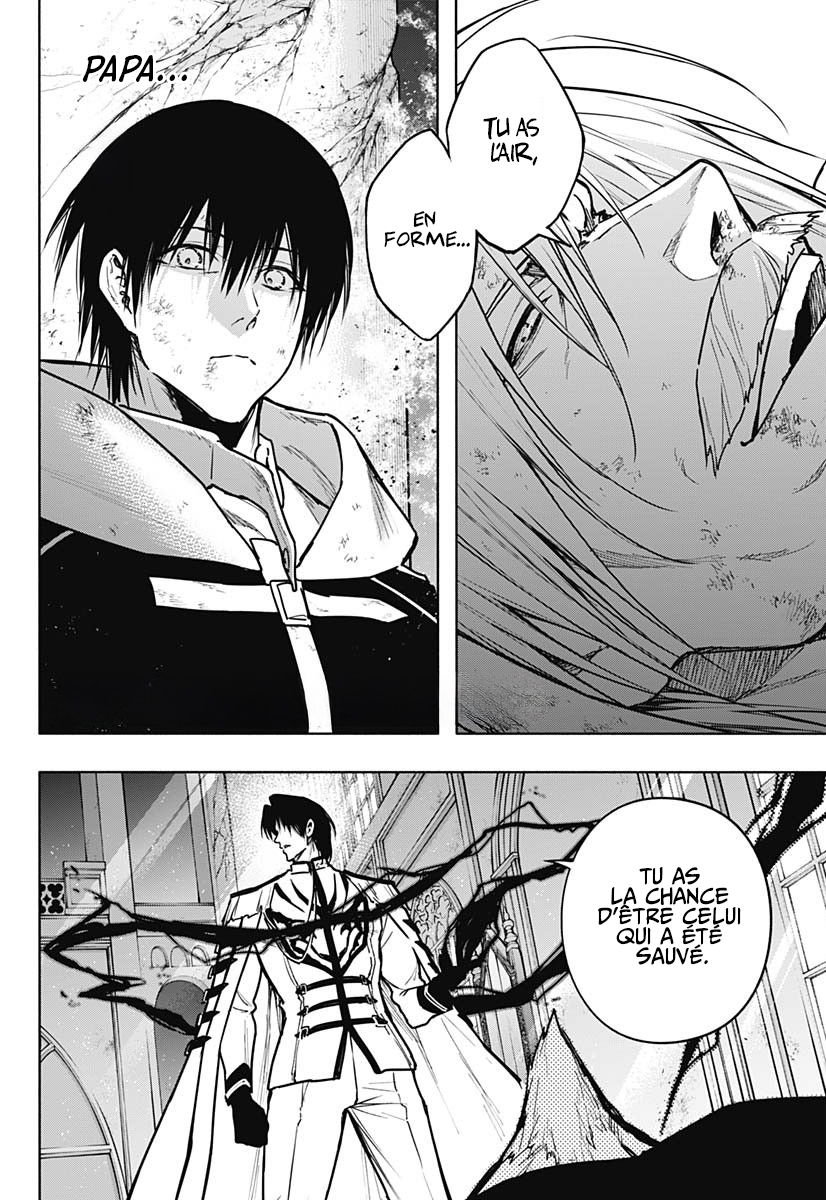 TU AS
L'AIR,
EN
FORME...
PAPA...
TU AS
LA CHANCE
D'ÊTRE CELUI
QUI A ÉTÉ
SAUVÉ.